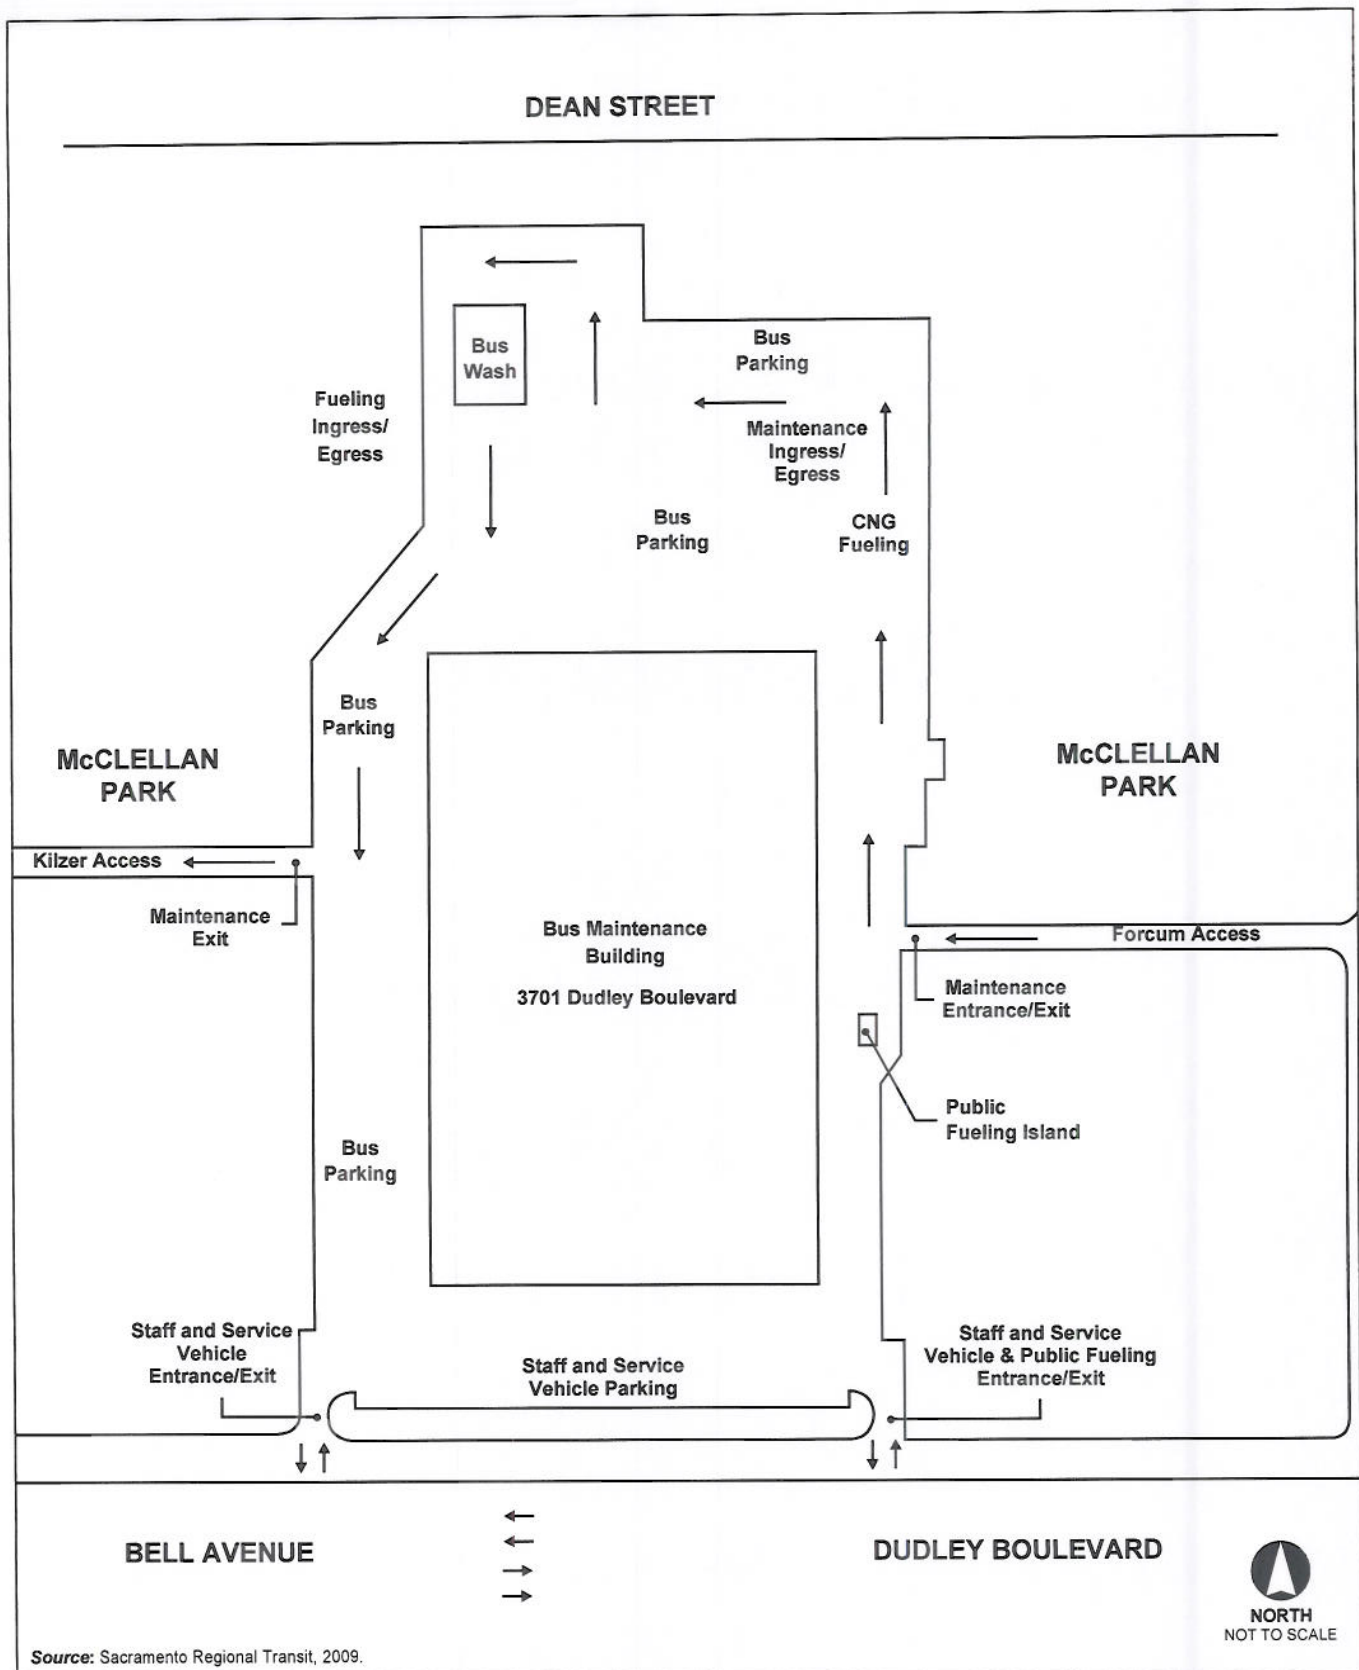 DEAN STREET
Bus
Wash
Bus
Parking
Fueling
Ingress/
Egress
Maintenance
Ingress/
Egress
Bus
Parking
CNG
Fueling
Bus
Parking
McCLELLAN
PARK
McCLELLAN
PARK
Kilzer Access
Maintenance
Exit
Bus Maintenance
Building
3701 Dudley Boulevard
Forcum Access
Maintenance
Entrance/Exit
Public
Fueling Island
Bus
Parking
Staff and Service
Vehicle
Entrance/Exit
Staff and Service
Vehicle Parking
Staff and Service
Vehicle & Public Fueling
Entrance/Exit
BELL AVENUE
DUDLEY BOULEVARD
NORTH
NOT TO SCALE
Source: Sacramento Regional Transit, 2009.